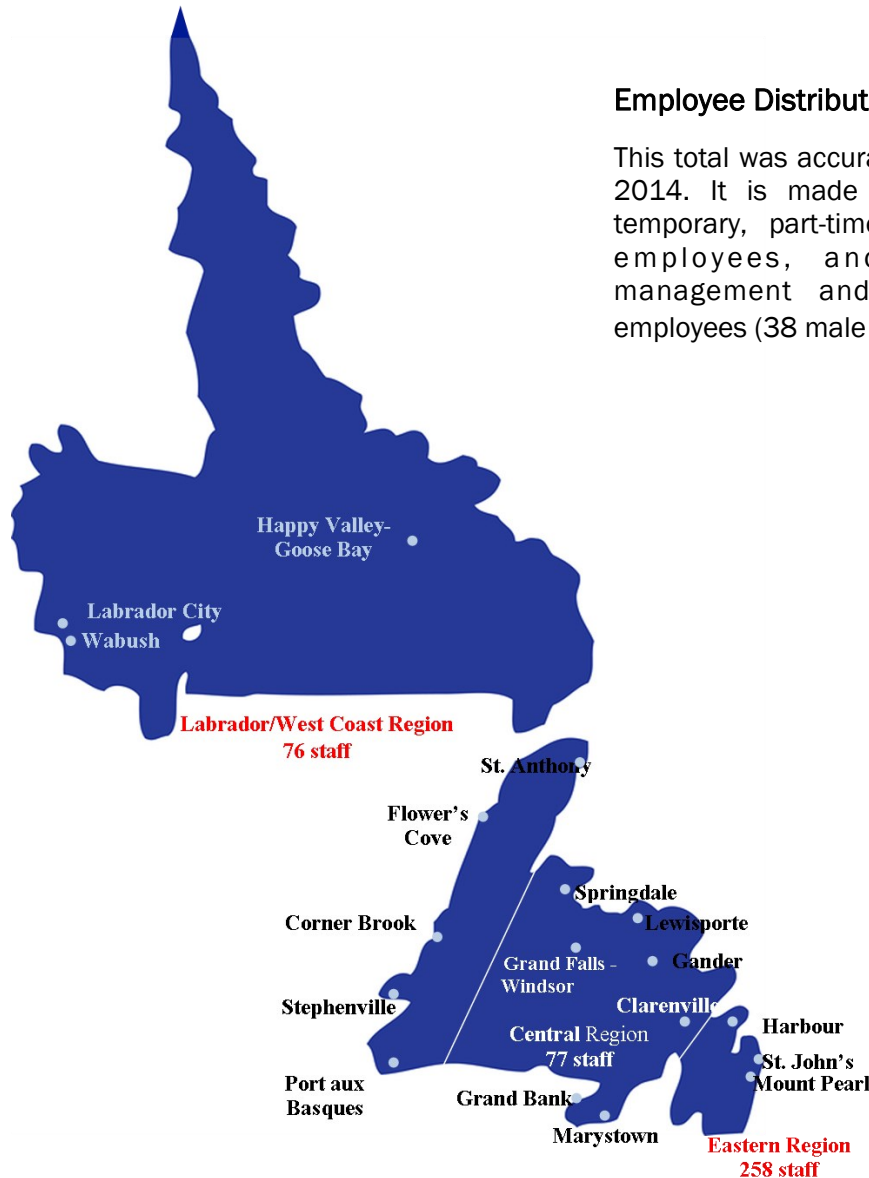 Employee Distribut
This total was accura
2014. It is made
temporary, part-time
employees, and
management and
employees (38 male
Happy Valley-
Goose Bay
Labrador City
Wabush
Labrador/West Coast Region
76 staff
St. Anthony
Flower's
Cove
Springdale
Corner Brook
Lewisporte
Grand Falls -
Windsor
Gander
Stephenville
Clarenville
Harbour
Central Region
77 staff
St. John's
Mount Pearl
Port aux
Basques
Grand Bank
Marystown
Eastern Region
258 staff